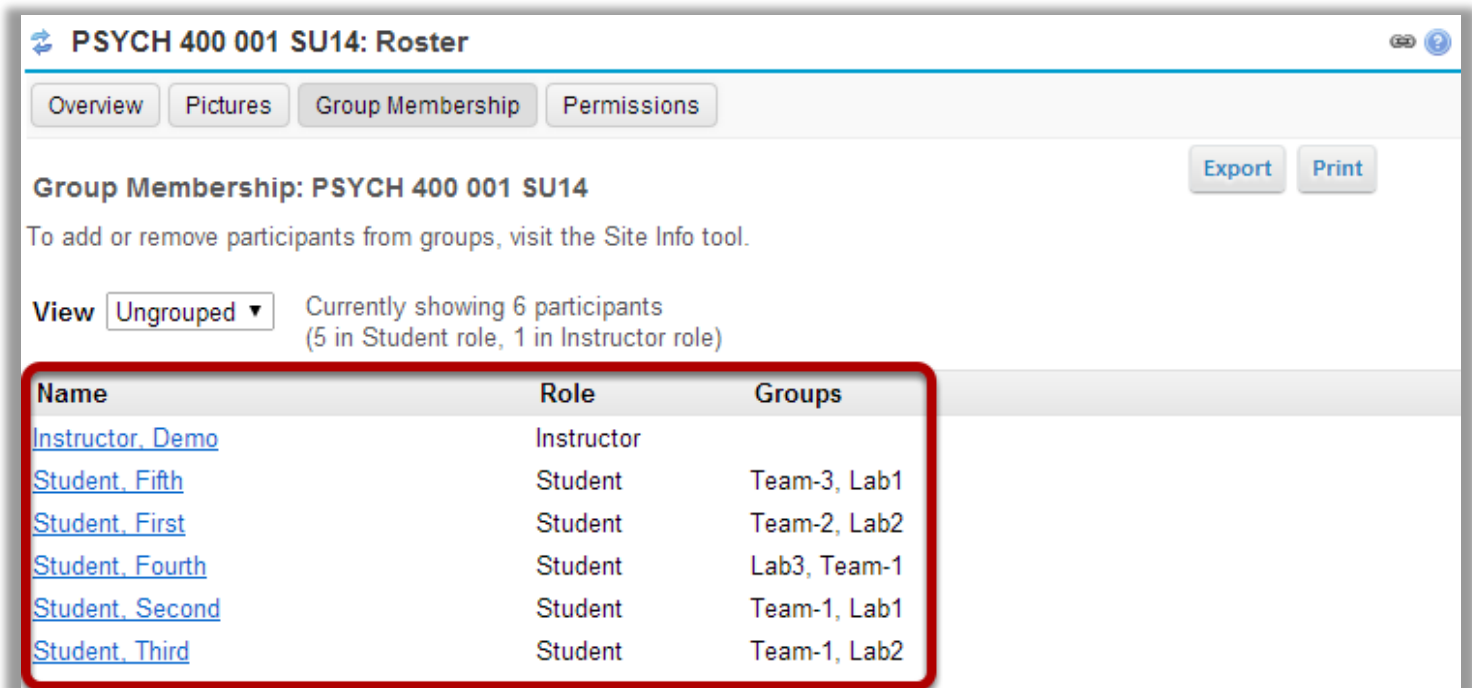 PSYCH 400 001 SU14: Roster
Overview Pictures Group Membership Permissions
Export Print
Group Membership: PSYCH 400 001 SU14
To add or remove participants from groups, visit the Site Info tool.
View Ungrouped Currently showing 6 participants
(5 in Student role, 1 in Instructor role)
Name Role Groups
Instructor, Demo Instructor
Student, Fifth Student Team-3, Lab1
Student, First Student Team-2, Lab2
Student, Fourth Student Lab3, Team-1
Student, Second Student Team-1, Lab1
Student, Third Student Team-1, Lab2